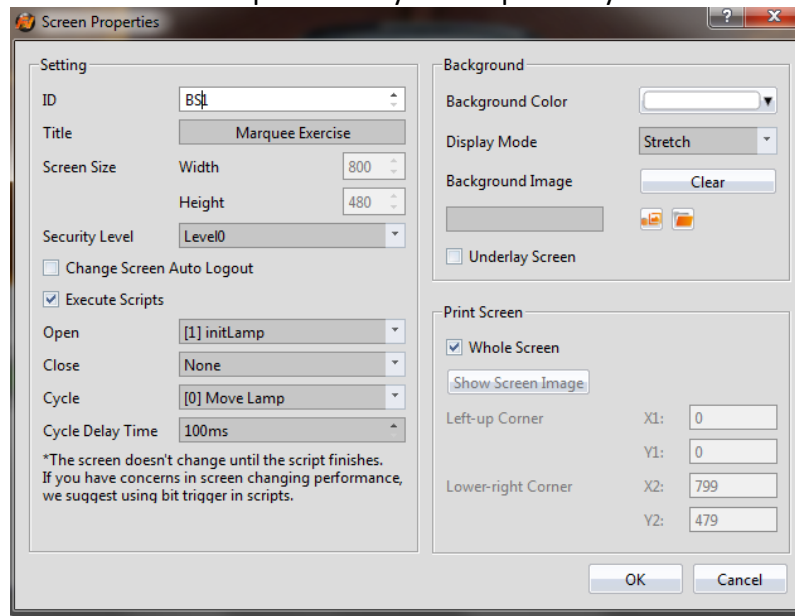 Screen Properties
?
X
Setting
ID
BS1
Title
Marquee Exercise
Screen Size
Width
800
Height
480
Security Level
Level0
Change Screen Auto Logout
Execute Scripts
Open
[1] initLamp
Close
None
Cycle
[0] Move Lamp
Cycle Delay Time
100ms
*The screen doesn't change until the script finishes.
If you have concerns in screen changing performance,
we suggest using bit trigger in scripts.
Background
Background Color
Display Mode
Stretch
Background Image
Clear
Underlay Screen
Print Screen
Whole Screen
Show Screen Image
Left-up Corner
X1:
0
Y1:
0
Lower-right Corner
X2:
799
Y2:
479
OK
Cancel